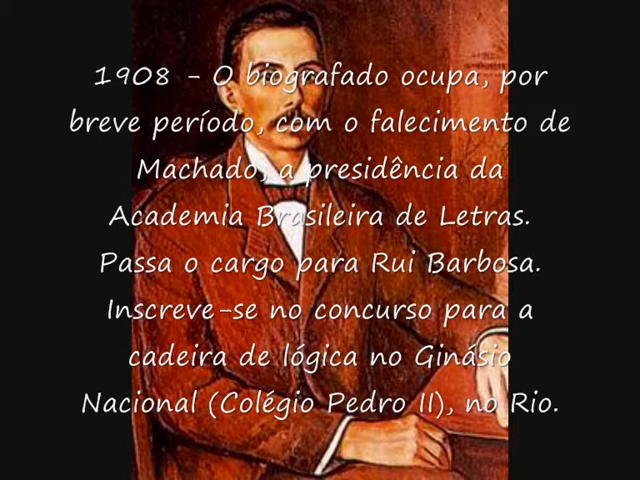 1908 - O biografado ocupa, por
breve período, com o falecimento de
Machado, a presidência da
Academia Brasileira de Letras.
Passa o cargo para Rui Barbosa.
Inscreve-se no concurso para a
cadeira de lógica no Ginásio
Nacional (Colégio Pedro II), no Rio.